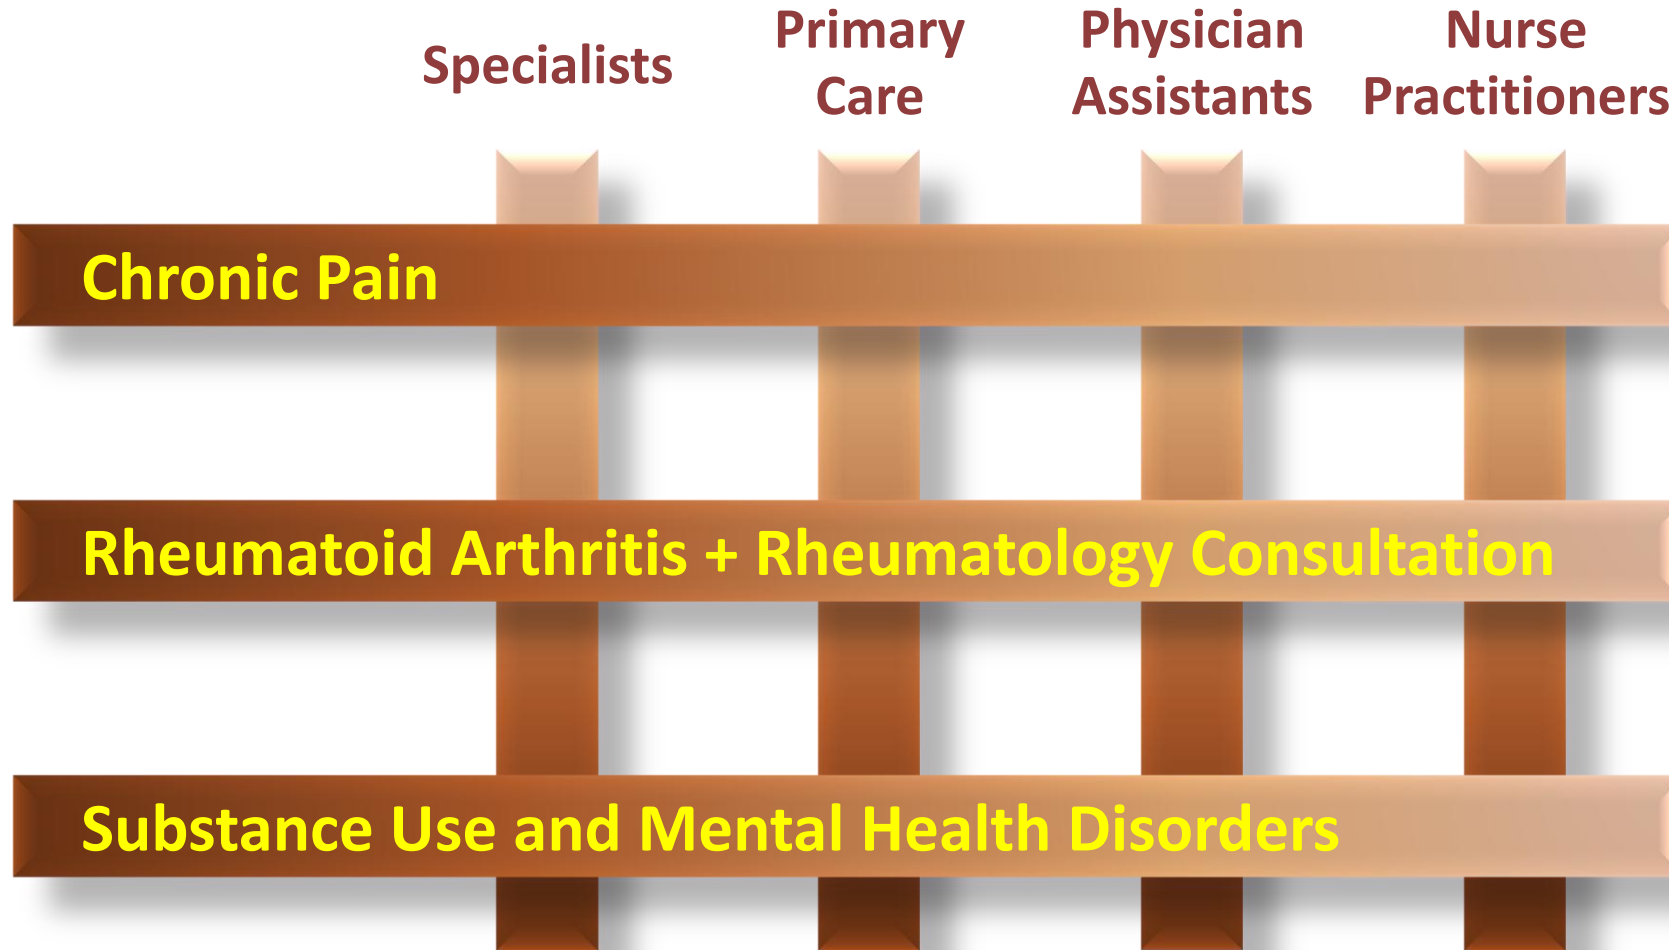 Specialists
Primary
Care
Physician
Assistants
Nurse
Practitioners
Chronic Pain
Rheumatoid Arthritis + Rheumatology Consultation
Substance Use and Mental Health Disorders